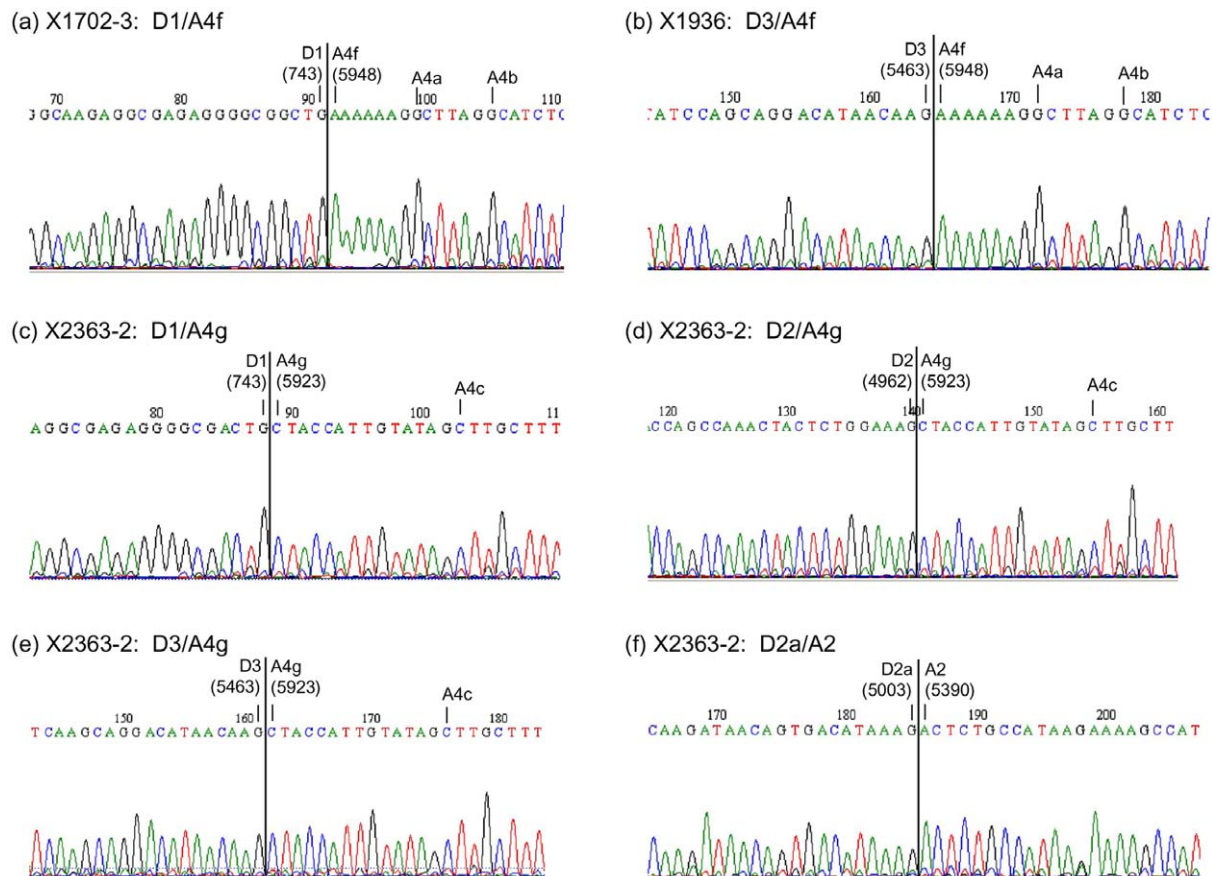 (a) X1702-3: D1/A4f
D1 A4f
(743) (5948) A4a A4b
70 80 90 100 110
GGCAAGAGGCGAGAGGGGCGGCTGAAAAAAGGCTTAGGCATCTC
(b) X1936: D3/A4f
D3 A4f
(5463) (5948) A4a A4b
150 160 170 180
TATCCAGCAGGACATAACAAGAAAAAAGGCTTAGGCATCTC
(c) X2363-2: D1/A4g
D1 A4g
(743) (5923) A4c
80 90 100 11
AGGCGAGAGGGGCGACTGCTACCATTGTATAGCTTGCTTT
(d) X2363-2: D2/A4g
D2 A4g
(4962) (5923) A4c
120 130 140 150 160
CCAGCCAAACTACTCTGGAAAGCTACCATTGTATAGCTTGCTT
(e) X2363-2: D3/A4g
D3 A4g
(5463) (5923) A4c
150 160 170 180
TCAAGCAGGACATAACAAGCTACCATTGTATAGCTTGCTTT
(f) X2363-2: D2a/A2
D2a A2
(5003) (5390)
170 180 190 200
CAAGATAACAGTGACATAAAGACTCTGCCATAAGAAAAGCCAT